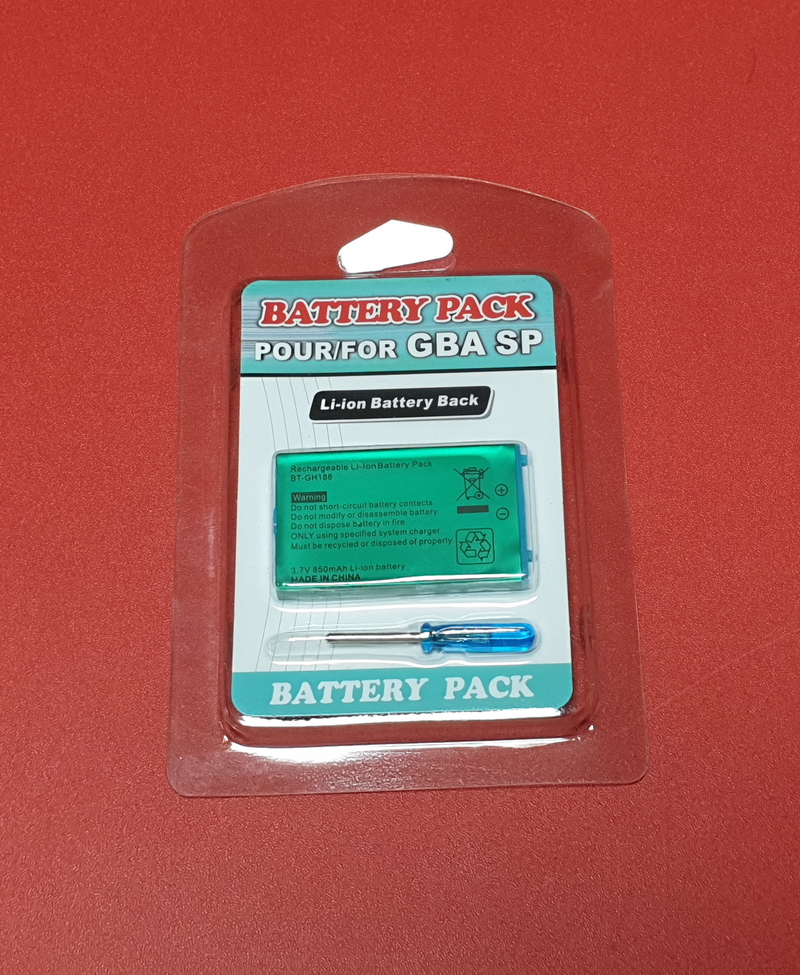 BATTERY PACK
POUR/FOR GBA SP
Li-ion Battery Back
Rechargeable Li-Ion Battery Pack
BT-GH188
Warning
Do not short-circuit battery contacts.
Do not modify or disassemble battery.
Do not dispose battery in fire.
ONLY using specified system charger.
Must be recycled or disposed of properly
3.7V 850mAh Li-ion battery
MADE IN CHINA
+
−
BATTERY PACK